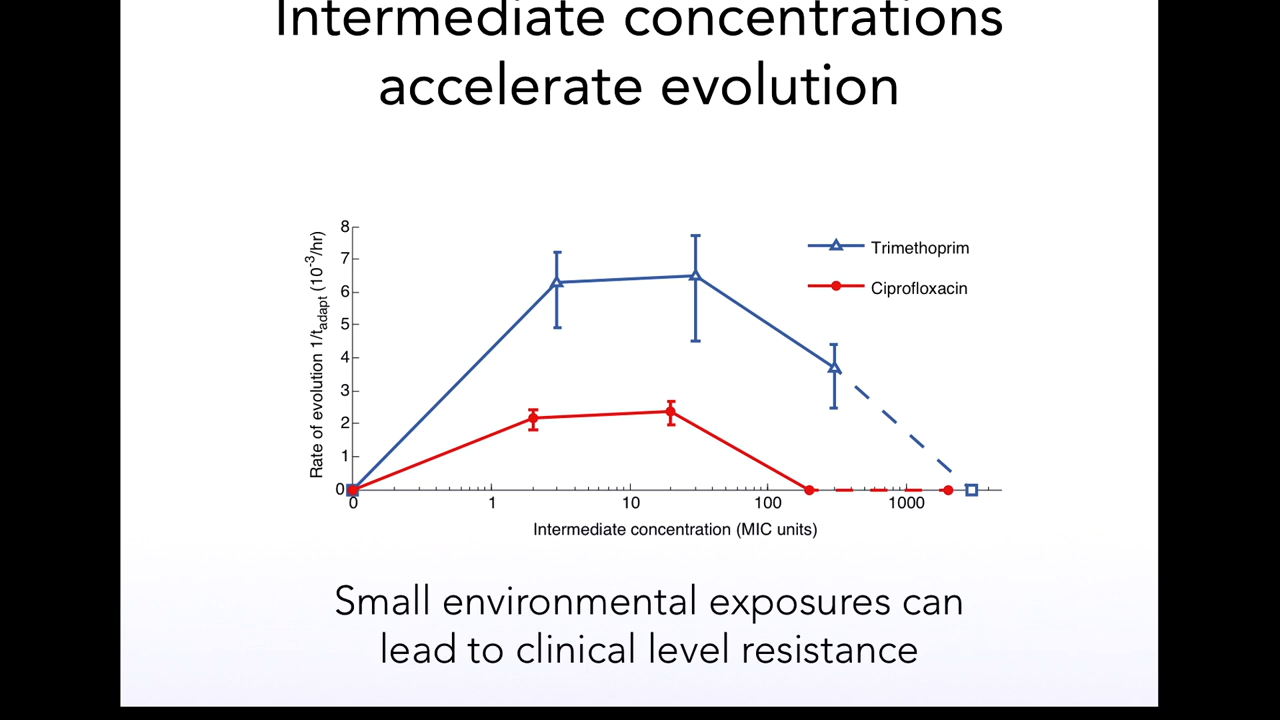 Intermediate concentrations
accelerate evolution
8
7
6
5
4
3
2
1
0
Rate of evolution 1/t_adapt (10^-3/hr)
Trimethoprim
Ciprofloxacin
0 1 10 100 1000
Intermediate concentration (MIC units)
Small environmental exposures can
lead to clinical level resistance